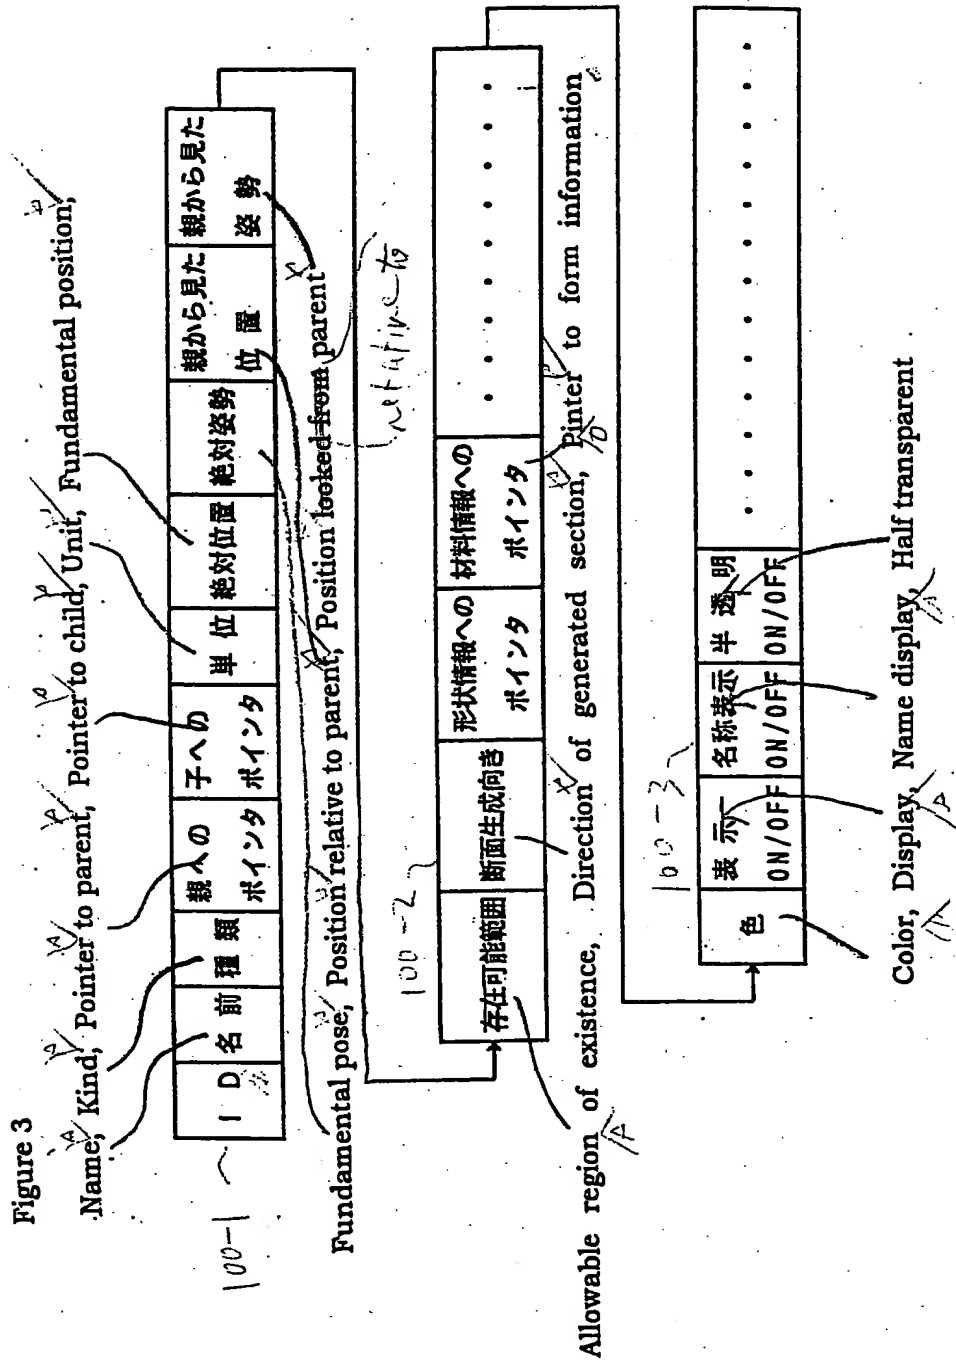 Figure 3
Name, Kind, Pointer to parent, Pointer to child, Unit, Fundamental position,
100-1
ID 名前 種類 親への ポインタ 子への ポインタ 単位 絶対位置 絶対姿勢 親から見た 位置 親から見た 姿勢
Fundamental pose, Position relative to parent, Position looked from parent
relative to
100-2
存在可能範囲 断面生成向き 形状情報への ポインタ 材料情報への ポインタ ・・・・・・・・・
Allowable region of existence, Direction of generated section, Pinter to form information
100-3
色 表示 ON/OFF 名称表示 ON/OFF 半透明 ON/OFF ・・・・・・・・・・・・・
Color, Display, Name display, Half transparent